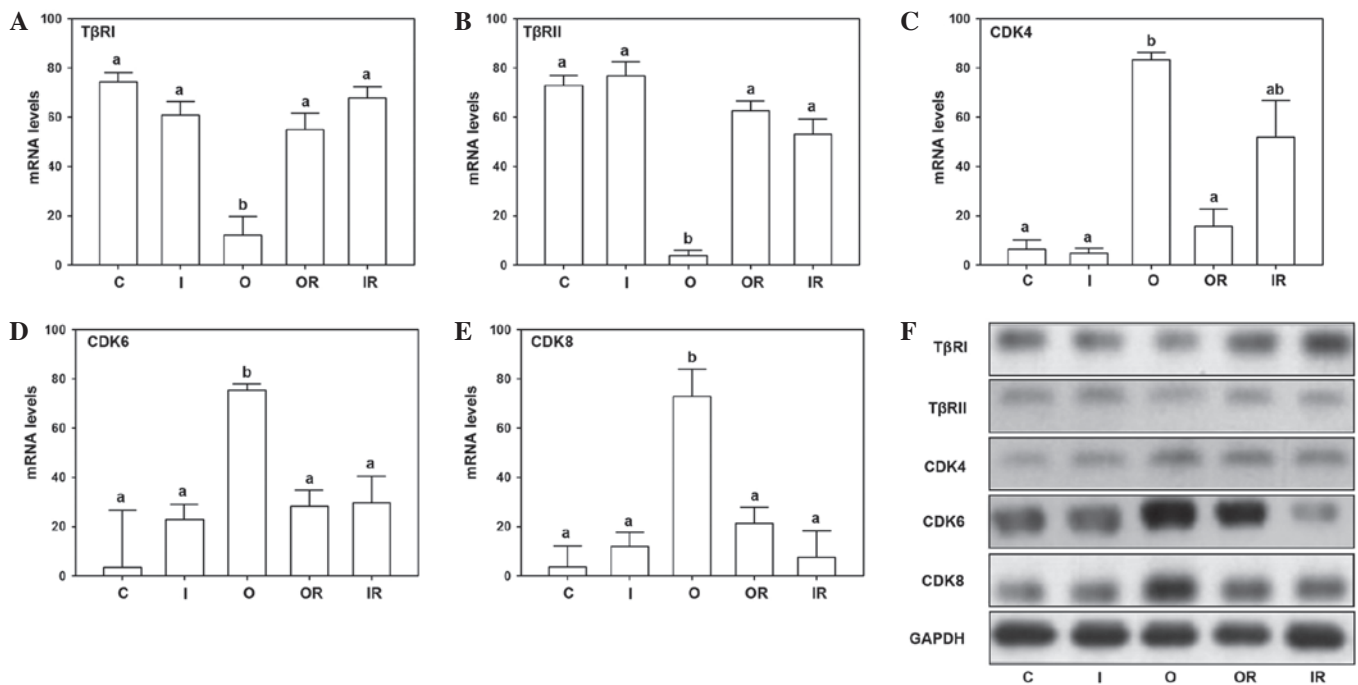 A
TβRI
mRNA levels
100
80
60
40
20
0
a
a
b
a
a
C I O OR IR
B
TβRII
mRNA levels
100
80
60
40
20
0
a
a
b
a
a
C I O OR IR
C
CDK4
mRNA levels
100
80
60
40
20
0
a
a
b
a
ab
C I O OR IR
D
CDK6
mRNA levels
100
80
60
40
20
0
a
a
b
a
a
C I O OR IR
E
CDK8
mRNA levels
100
80
60
40
20
0
a
a
b
a
a
C I O OR IR
F
TβRI
TβRII
CDK4
CDK6
CDK8
GAPDH
C I O OR IR